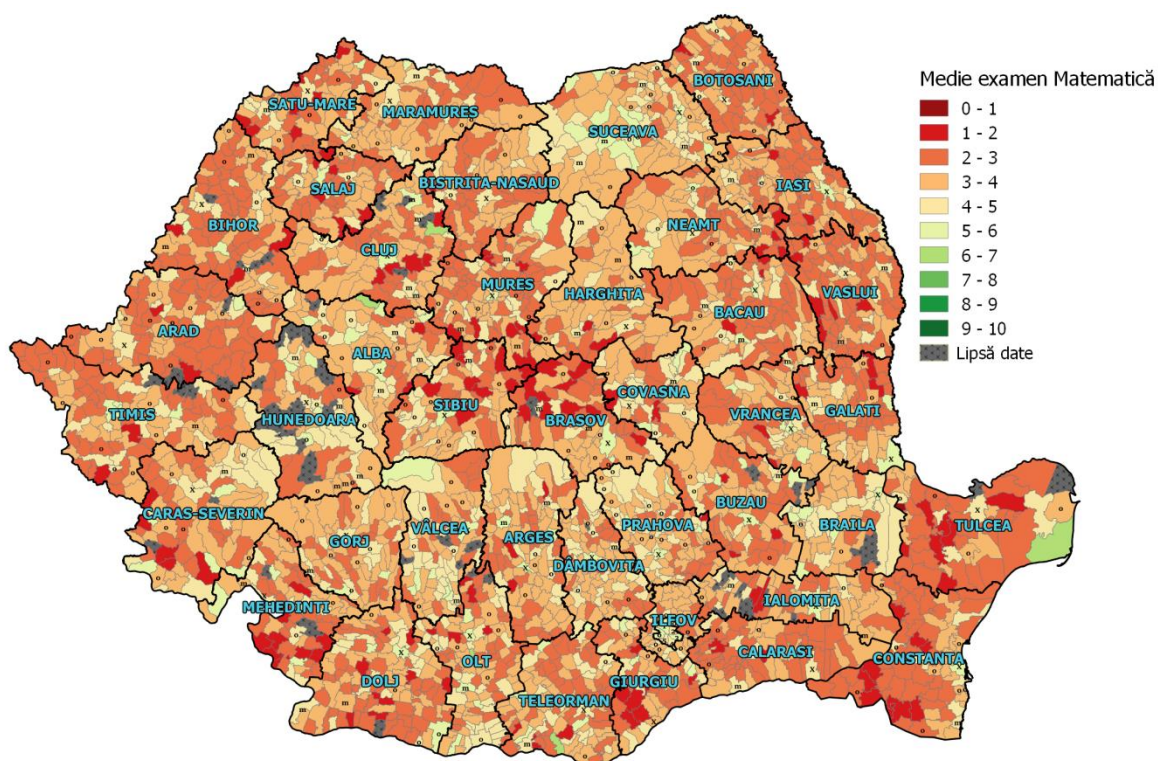 Medie examen Matematică
0 - 1
1 - 2
2 - 3
3 - 4
4 - 5
5 - 6
6 - 7
7 - 8
8 - 9
9 - 10
Lipsă date
BOTOSANI
SATU-MARE
MARAMURES
SUCEAVA
SALAJ
BISTRITA-NASAUD
IASI
BIHOR
NEAMT
CLUJ
MURES
HARGHITA
VASLUI
BACAU
ARAD
ALBA
COVASNA
SIBIU
TIMIS
HUNEDOARA
BRASOV
VRANCEA
GALATI
BUZAU
CARAS-SEVERIN
PRAHOVA
BRAILA
TULCEA
GORJ
VÂLCEA
ARGES
DÂMBOVITA
MEHEDINTI
IALOMITA
ILFOV
OLT
CALARASI
CONSTANTA
DOLJ
GIURGIU
TELEORMAN